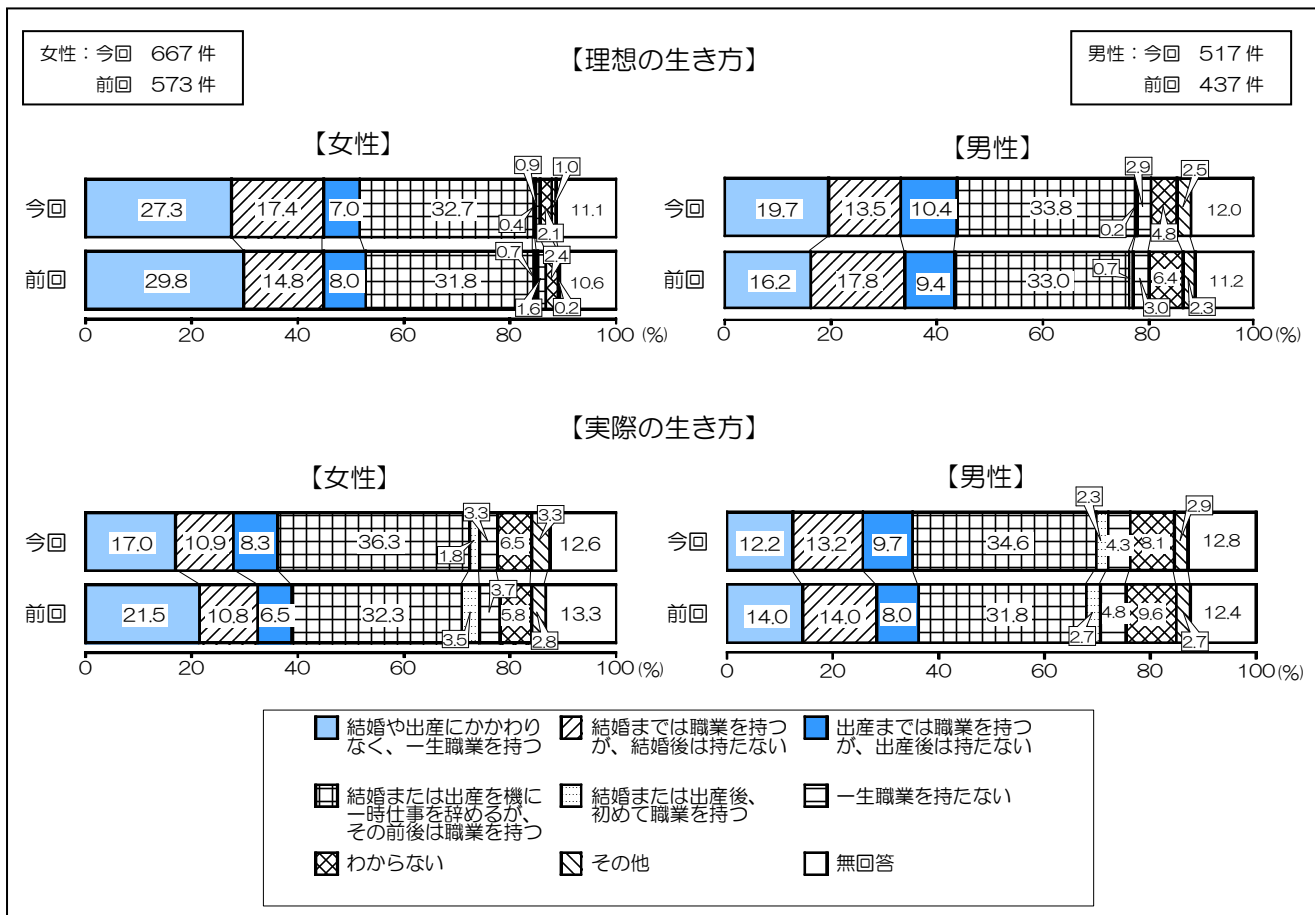 女性：今回 667 件
前回 573 件
【理想の生き方】
男性：今回 517 件
前回 437 件
【女性】
0.9 1.0
今回 27.3 17.4 7.0 32.7 0.4 2.1 11.1
前回 29.8 14.8 8.0 31.8 0.7 1.6 2.4 0.2 10.6
0 20 40 60 80 100 (%)
【男性】
2.9 2.5
今回 19.7 13.5 10.4 33.8 0.2 4.8 12.0
前回 16.2 17.8 9.4 33.0 0.7 3.0 6.4 2.3 11.2
0 20 40 60 80 100(%)
【実際の生き方】
【女性】
3.3 3.3
今回 17.0 10.9 8.3 36.3 1.8 6.5 12.6
前回 21.5 10.8 6.5 32.3 3.5 3.7 5.8 2.8 13.3
0 20 40 60 80 100 (%)
【男性】
2.3 2.9
今回 12.2 13.2 9.7 34.6 4.3 8.1 12.8
前回 14.0 14.0 8.0 31.8 2.7 4.8 9.6 2.7 12.4
0 20 40 60 80 100(%)
結婚や出産にかかわり
なく、一生職業を持つ
結婚までは職業を持つ
が、結婚後は持たない
出産までは職業を持つ
が、出産後は持たない
結婚または出産を機に
一時仕事を辞めるが、
その前後は職業を持つ
結婚または出産後、
初めて職業を持つ
一生職業を持たない
わからない
その他
無回答